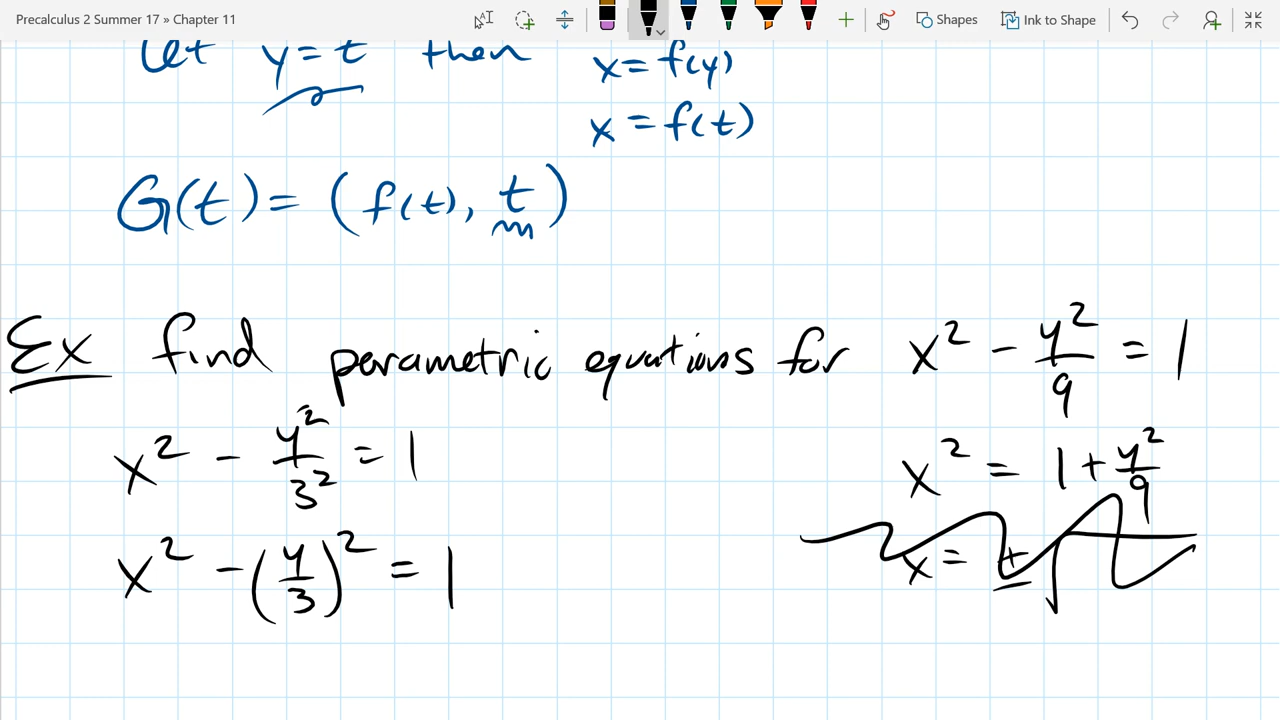 Precalculus 2 Summer 17 » Chapter 11
Shapes
Ink to Shape
let y = t then x = f(y)
x = f(t)
G(t) = (f(t), t)
Ex find parametric equations for x² - y²/9 = 1
x² - y²/3² = 1
x² = 1 + y²/9
x² - (y/3)² = 1
x = ±√